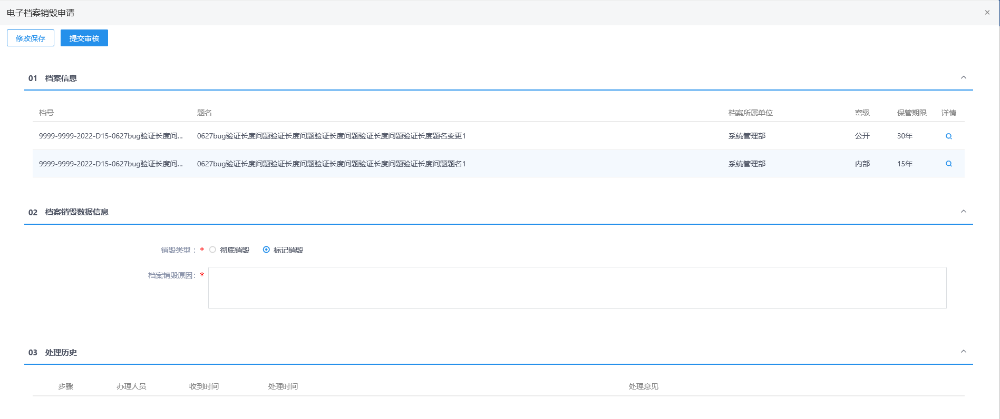 电子档案销毁申请
修改保存 提交审核
01 档案信息
档号 题名 档案所属单位 密级 保管期限 详情
9999-9999-2022-D15-0627bug验证长度问... 0627bug验证长度问题验证长度问题验证长度问题验证长度问题验证长度题名变更1 系统管理部 公开 30年
9999-9999-2022-D15-0627bug验证长度问... 0627bug验证长度问题验证长度问题验证长度问题验证长度问题验证长度问题题名1 系统管理部 内部 15年
02 档案销毁数据信息
销毁类型 : * 彻底销毁 标记销毁
档案销毁原因: *
03 处理历史
步骤 办理人员 收到时间 处理时间 处理意见